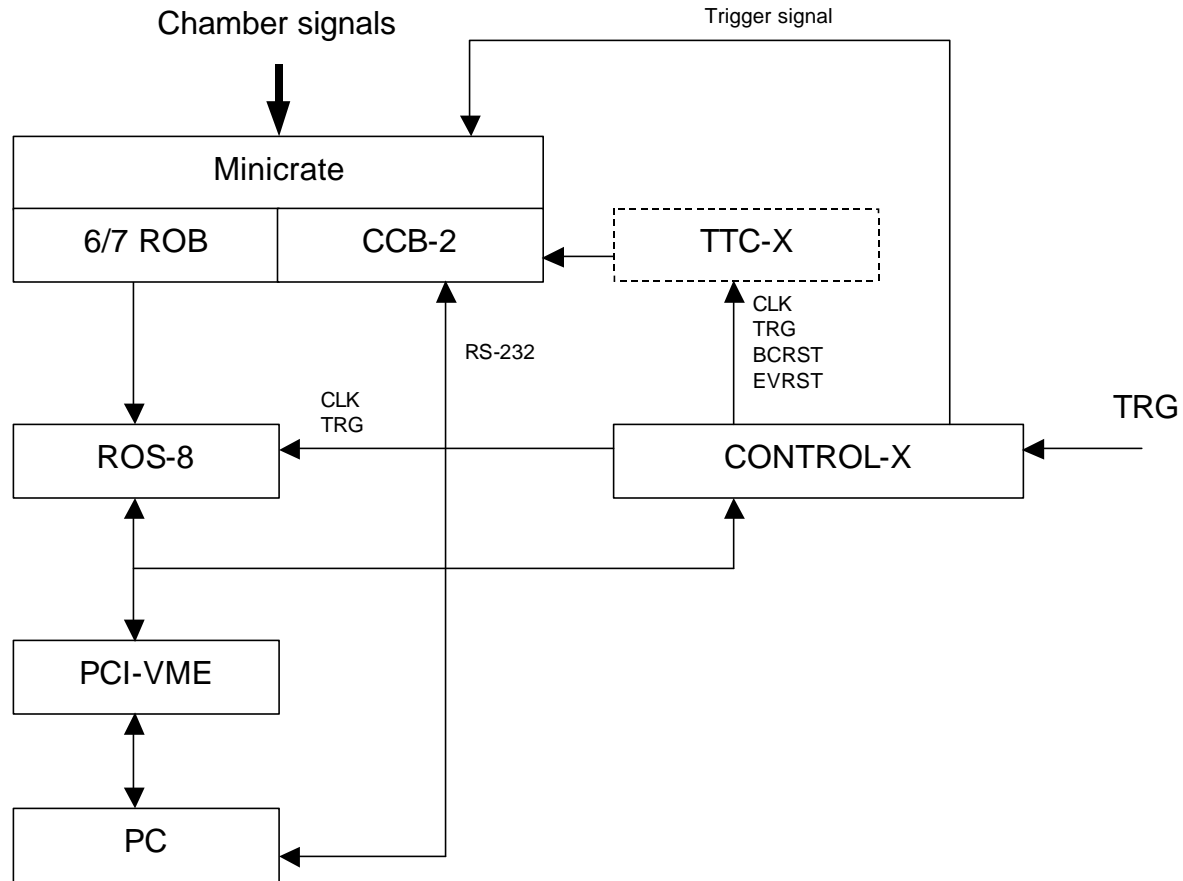 Trigger signal
Chamber signals
Minicrate
6/7 ROB
CCB-2
TTC-X
CLK
TRG
BCRST
EVRST
RS-232
CLK
TRG
TRG
ROS-8
CONTROL-X
PCI-VME
PC